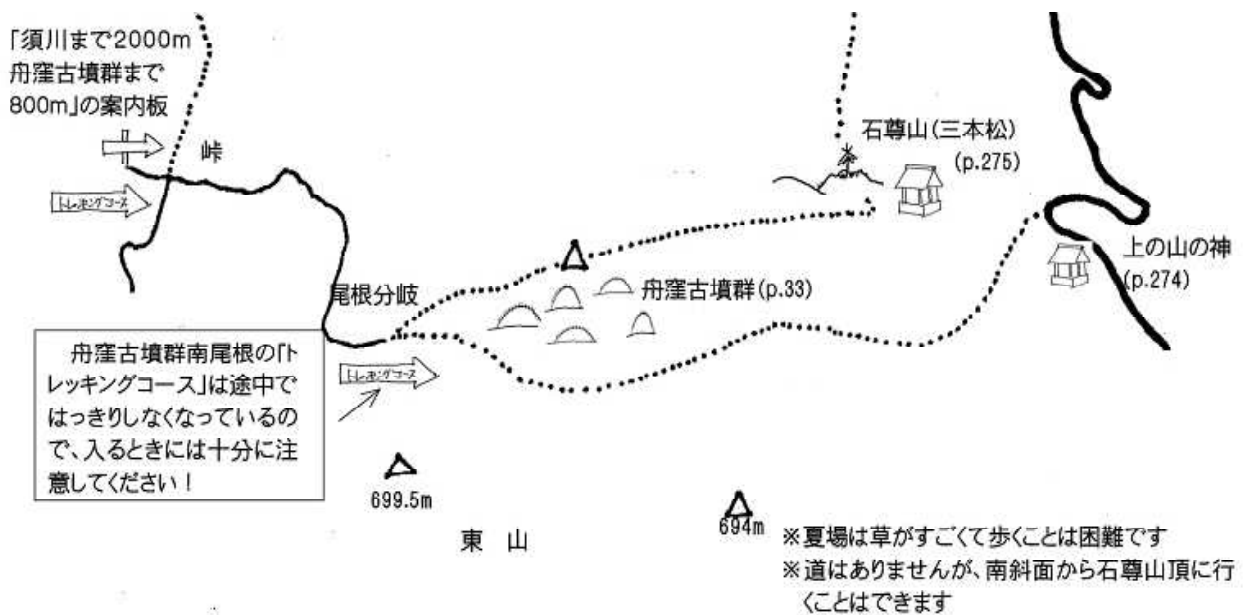 「須川まで2000m
舟窪古墳群まで
800m」の案内板
峠
トレッキングコース
石尊山(三本松)
(p.275)
上の山の神
(p.274)
尾根分岐
舟窪古墳群(p.33)
舟窪古墳群南尾根の「ト
レッキングコース」は途中で
はっきりしなくなっているの
で、入るときには十分に注
意してください!
トレッキングコース
699.5m
東 山
694m
※夏場は草がすごくて歩くことは困難です
※道はありませんが、南斜面から石尊山頂に行
くことはできます